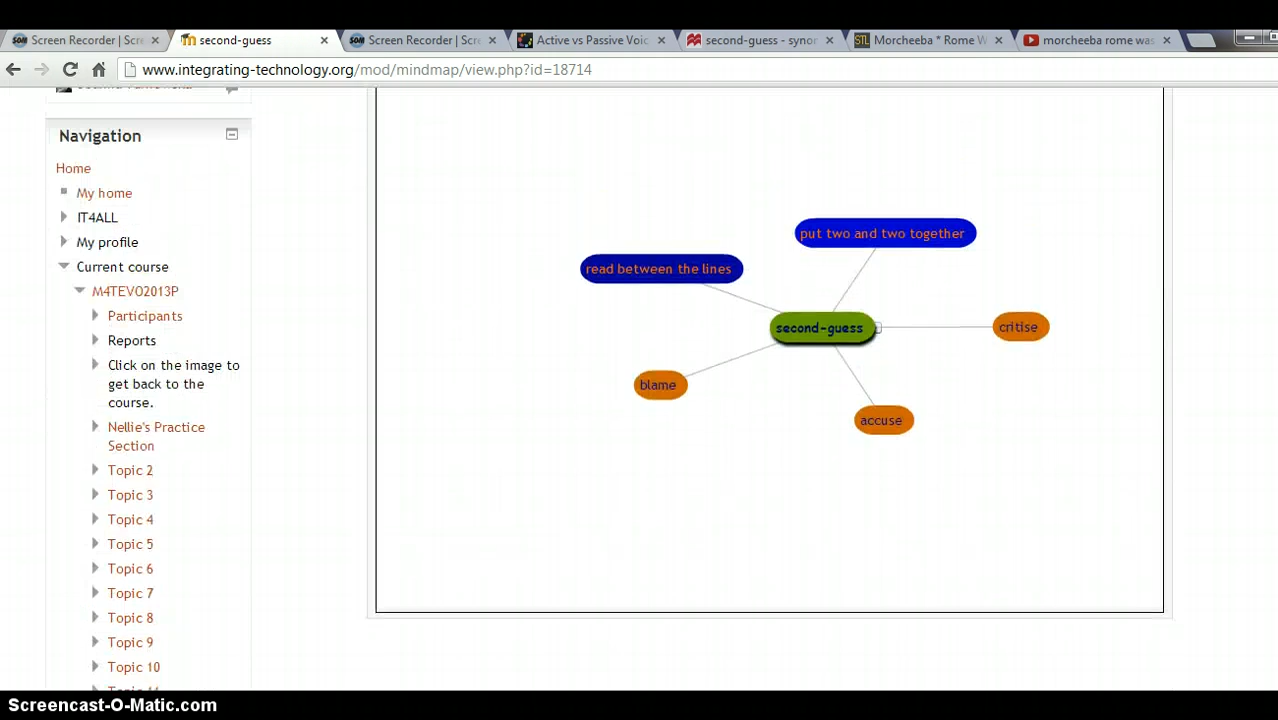 Screen Recorder | Scr
second-guess
Screen Recorder | Scr
Active vs Passive Voic
second-guess - synor
Morcheeba * Rome W
morcheeba rome was
www.integrating-technology.org/mod/mindmap/view.php?id=18714
Navigation
Home
My home
IT4ALL
My profile
Current course
M4TEVO2013P
Participants
Reports
Click on the image to
get back to the
course.
Nellie's Practice
Section
Topic 2
Topic 3
Topic 4
Topic 5
Topic 6
Topic 7
Topic 8
Topic 9
Topic 10
put two and two together
read between the lines
second-guess
critise
blame
accuse
Screencast-O-Matic.com